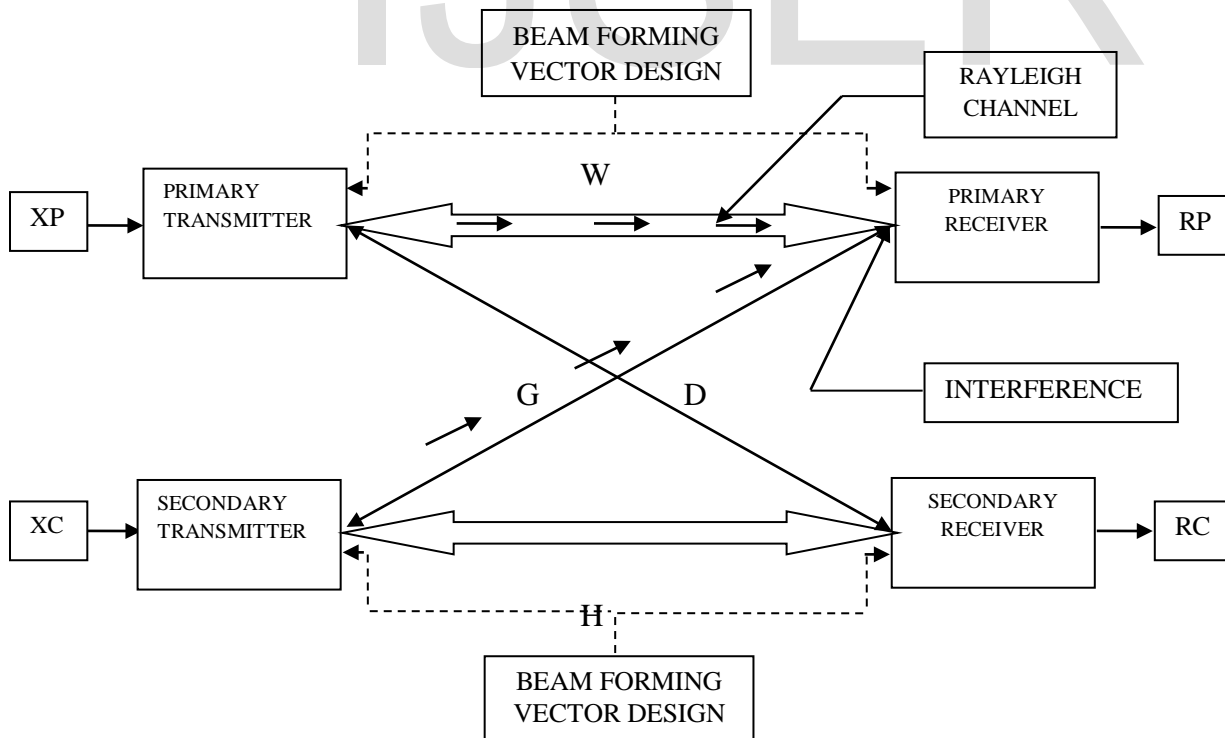 IJSER
BEAM FORMING
VECTOR DESIGN
RAYLEIGH
CHANNEL
W
XP
PRIMARY
TRANSMITTER
PRIMARY
RECEIVER
RP
G
D
INTERFERENCE
XC
SECONDARY
TRANSMITTER
SECONDARY
RECEIVER
RC
H
BEAM FORMING
VECTOR DESIGN